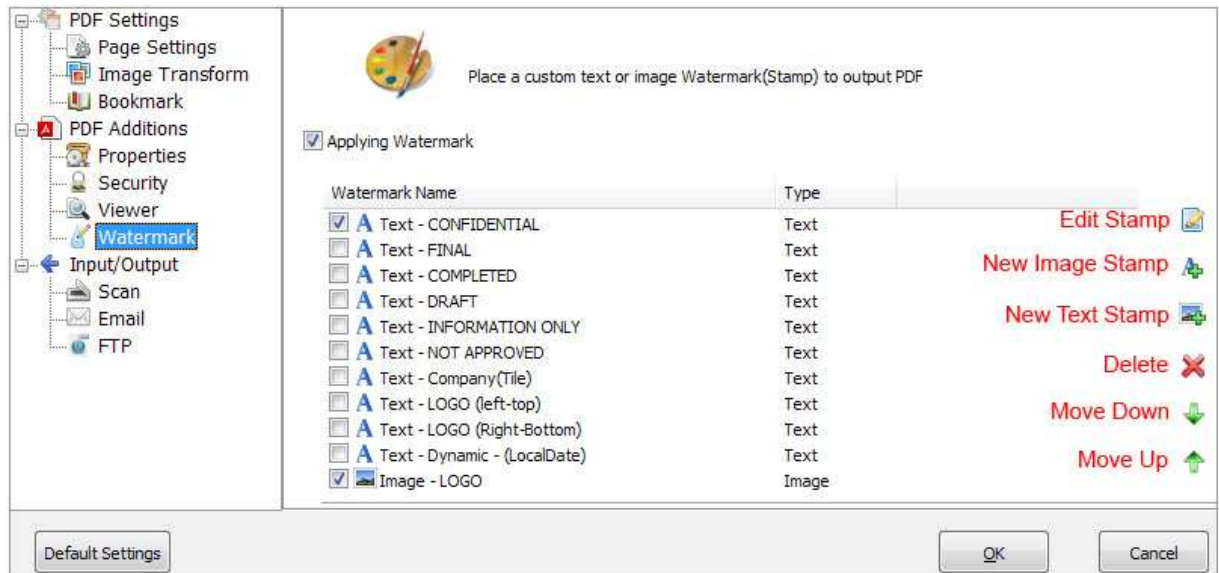 PDF Settings
Page Settings
Image Transform
Bookmark
PDF Additions
Properties
Security
Viewer
Watermark
Input/Output
Scan
Email
FTP
Place a custom text or image Watermark(Stamp) to output PDF
Applying Watermark
Watermark Name Type
Text - CONFIDENTIAL Text
Text - FINAL Text
Text - COMPLETED Text
Text - DRAFT Text
Text - INFORMATION ONLY Text
Text - NOT APPROVED Text
Text - Company(Tile) Text
Text - LOGO (left-top) Text
Text - LOGO (Right-Bottom) Text
Text - Dynamic - (LocalDate) Text
Image - LOGO Image
Edit Stamp
New Image Stamp
New Text Stamp
Delete
Move Down
Move Up
Default Settings OK Cancel